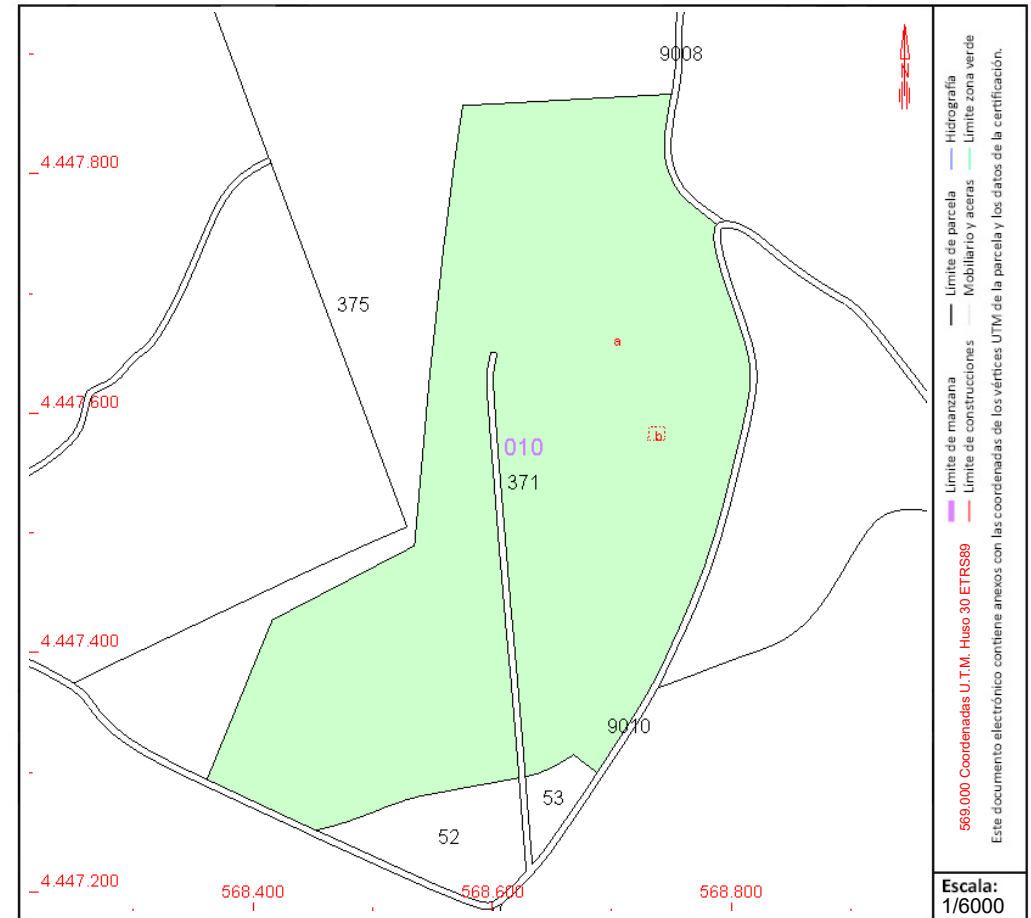 9008
4.447.800
375
a
4.447.600
b
010
371
4.447.400
9010
53
52
4.447.200
568.400
568.600
568.800
N
Límite de manzana
Límite de parcela
Hidrografía
Límite de construcciones
Mobiliario y aceras
Límite zona verde
569.000 Coordenadas U.T.M. Huso 30 ETRS89
Este documento electrónico contiene anexos con las coordenadas de los vértices UTM de la parcela y los datos de la certificación.
Escala:
1/6000